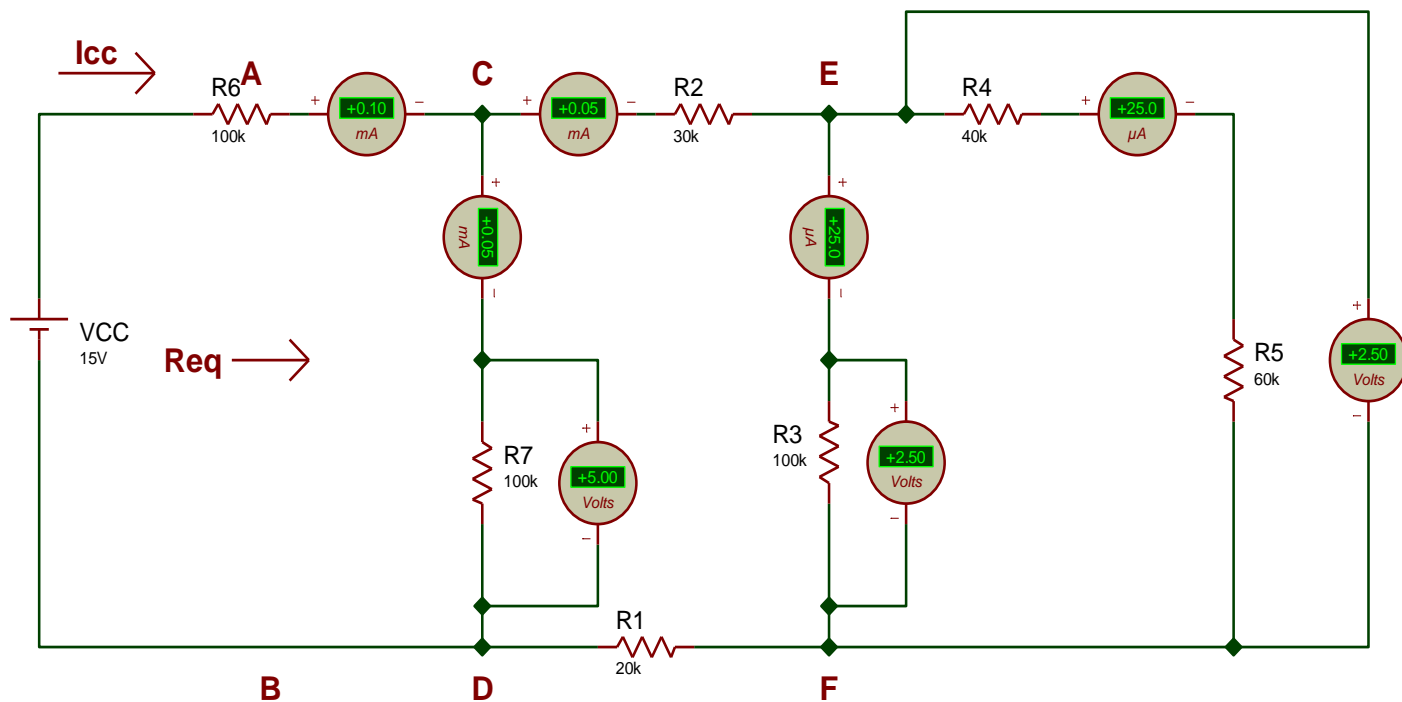 Icc
A
C
E
R6
100k
+0.10
mA
+0.05
mA
R2
30k
R4
40k
+25.0
µA
+0.05
mA
+25.0
µA
VCC
15V
Req
R7
100k
+5.00
Volts
R3
100k
+2.50
Volts
R5
60k
+2.50
Volts
R1
20k
B
D
F